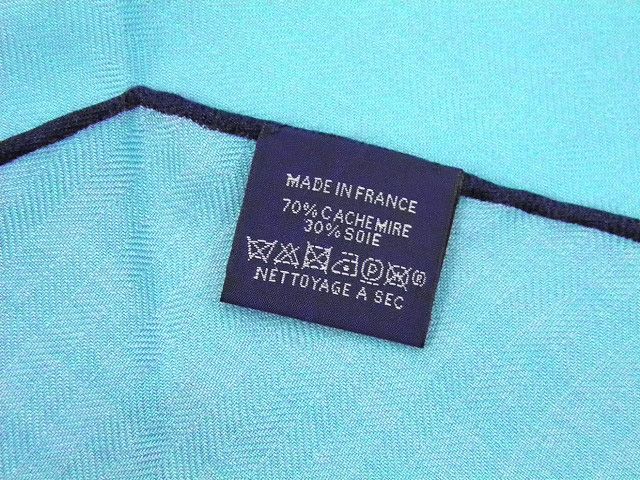 MADE IN FRANCE
70% CACHEMIRE
30% SOIE
P ®
NETTOYAGE A SEC